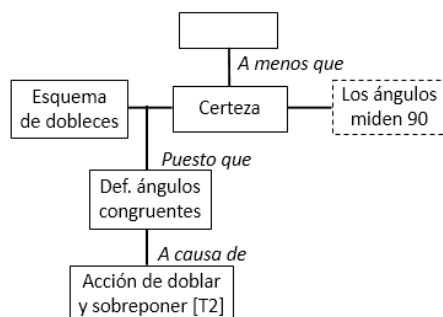 A menos que
Esquema
de dobleces
Certeza
Los ángulos
miden 90
Puesto que
Def. ángulos
congruentes
A causa de
Acción de doblar
y sobreponer [T2]